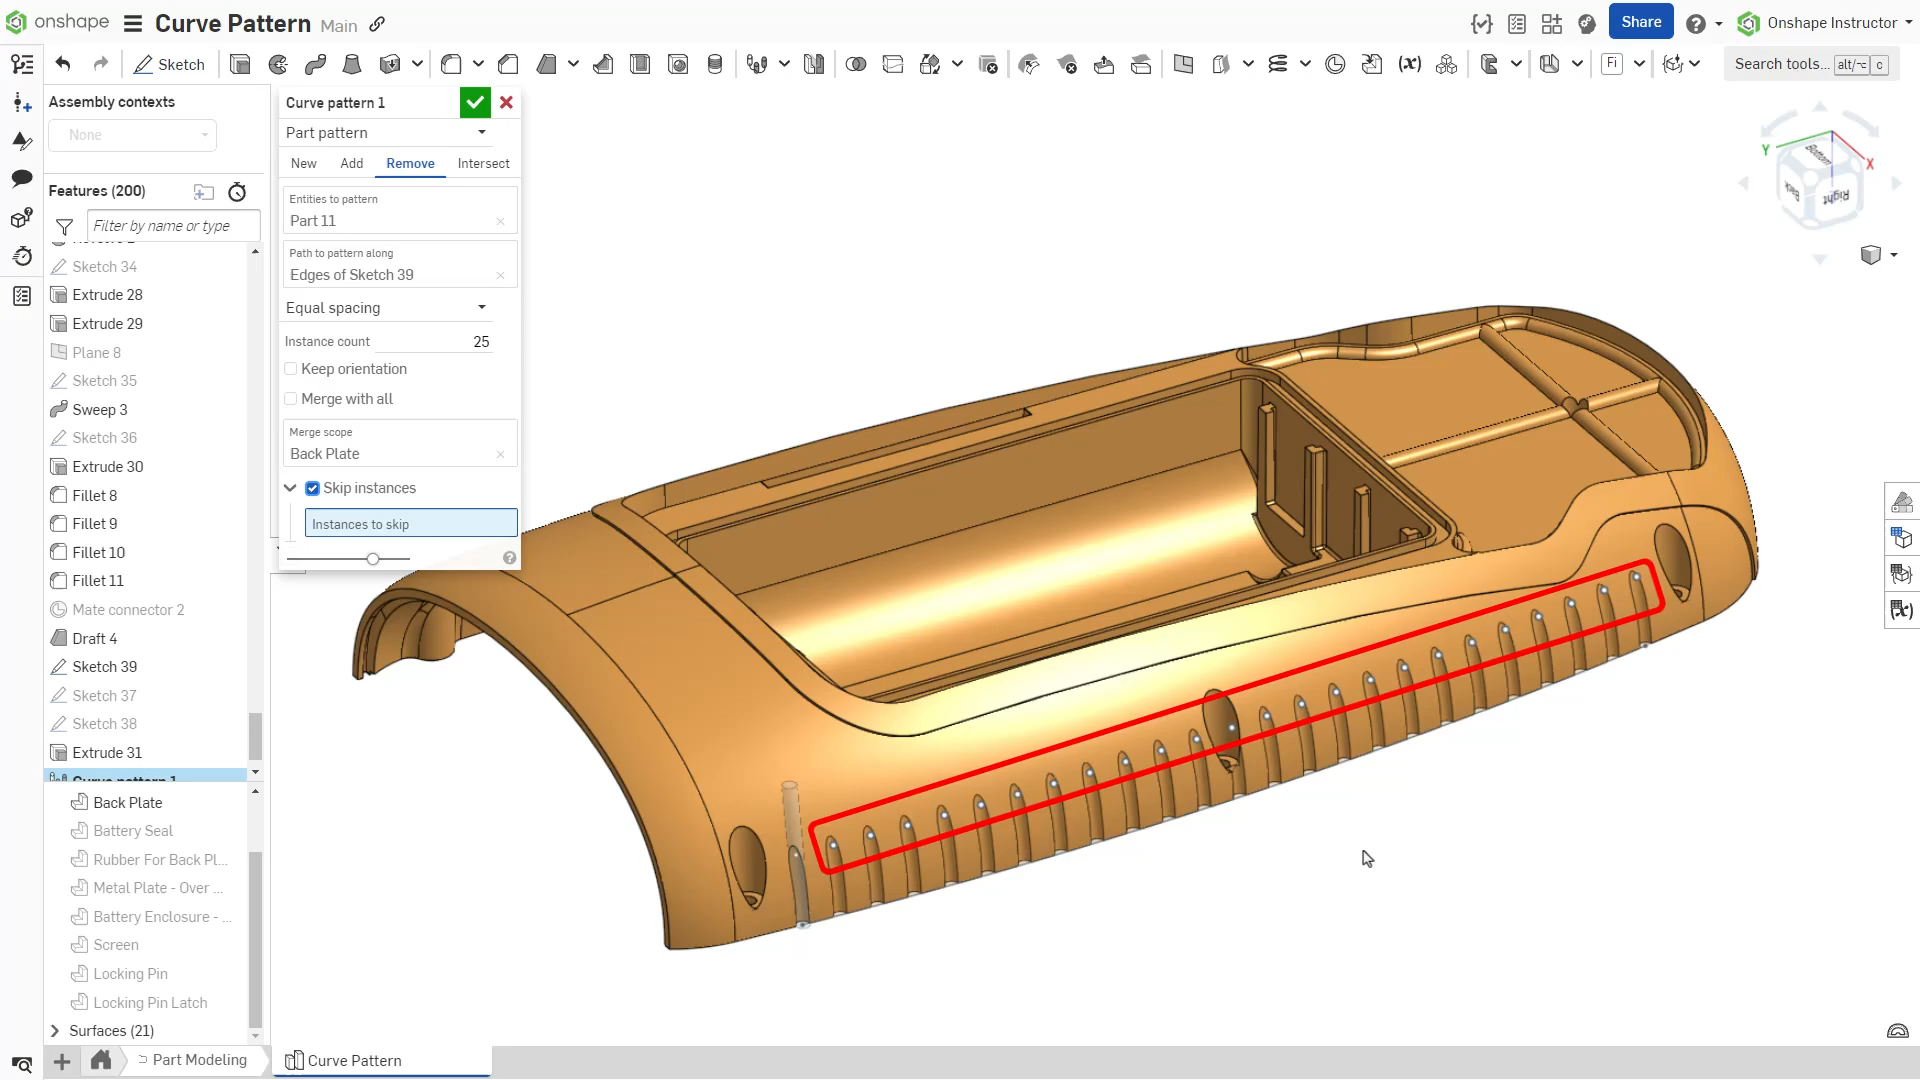 onshape
Curve Pattern Main
Share
Onshape Instructor
Sketch
Fi
(x)
Search tools... alt/⌥ c
Assembly contexts
None
Features (200)
Filter by name or type
Sketch 34
Extrude 28
Extrude 29
Plane 8
Sketch 35
Sweep 3
Sketch 36
Extrude 30
Fillet 8
Fillet 9
Fillet 10
Fillet 11
Mate connector 2
Draft 4
Sketch 39
Sketch 37
Sketch 38
Extrude 31
Curve pattern 1
Back Plate
Battery Seal
Rubber For Back Pl...
Metal Plate - Over ...
Battery Enclosure - ...
Screen
Locking Pin
Locking Pin Latch
Surfaces (21)
Curve pattern 1
Part pattern
New Add Remove Intersect
Entities to pattern
Part 11
Path to pattern along
Edges of Sketch 39
Equal spacing
Instance count 25
Keep orientation
Merge with all
Merge scope
Back Plate
Skip instances
Instances to skip
Y
X
Bottom
Back
Right
(x)
Part Modeling
Curve Pattern